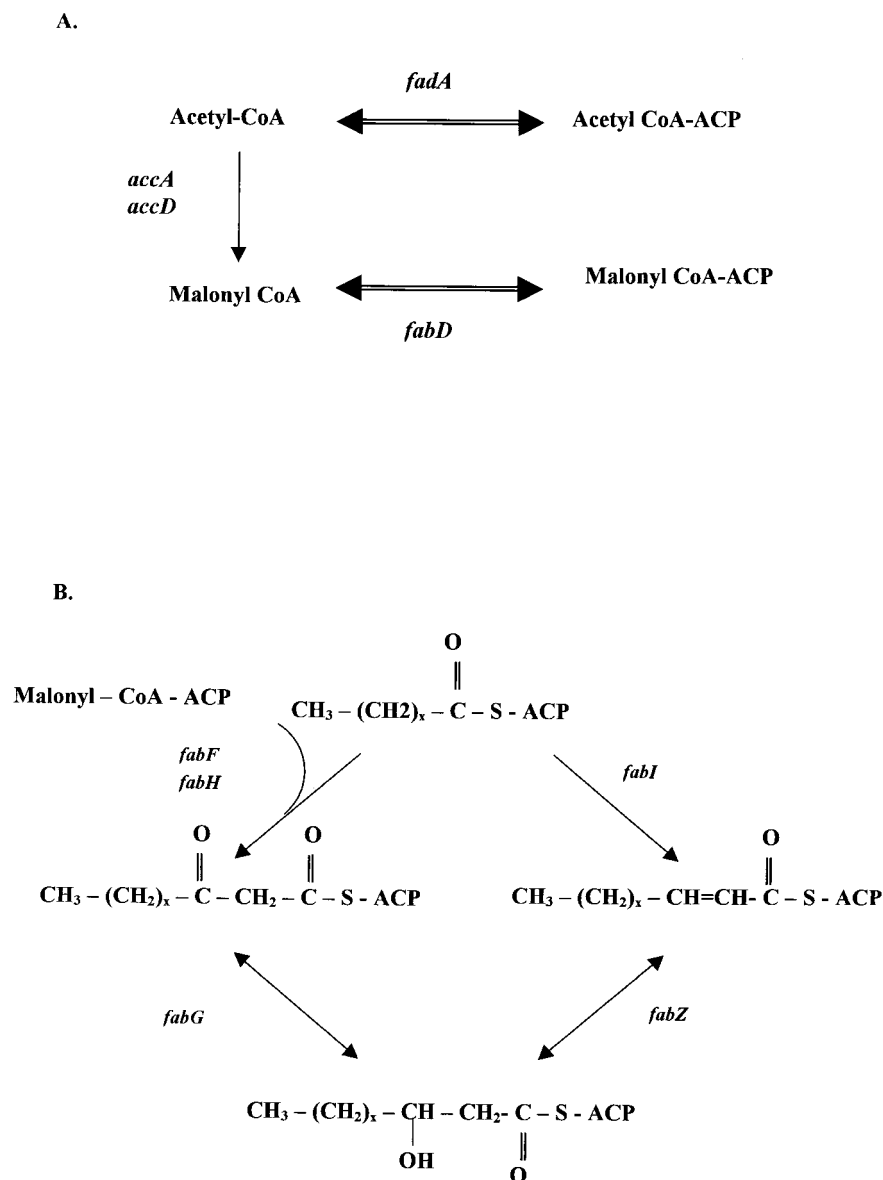 A.
fadA
Acetyl-CoA
Acetyl CoA-ACP
accA
accD
Malonyl CoA
Malonyl CoA-ACP
fabD
B.
O
||
Malonyl – CoA - ACP
CH₃ – (CH2)ₓ – C – S - ACP
fabF
fabH
fabI
O O
|| ||
CH₃ – (CH₂)ₓ – C – CH₂ – C – S - ACP
O
||
CH₃ – (CH₂)ₓ – CH=CH- C – S – ACP
fabG
fabZ
CH₃ – (CH₂)ₓ – CH – CH₂- C – S - ACP
| ||
OH O